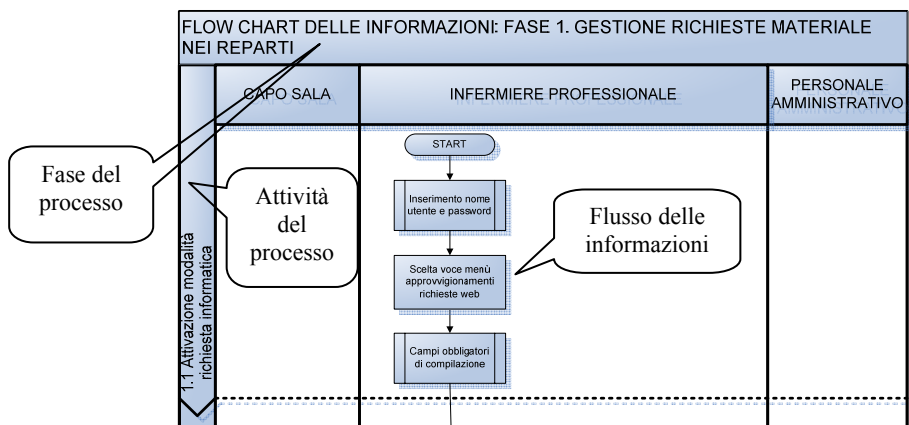 FLOW CHART DELLE INFORMAZIONI: FASE 1. GESTIONE RICHIESTE MATERIALE
NEI REPARTI
CAPO SALA
INFERMIERE PROFESSIONALE
PERSONALE
AMMINISTRATIVO
START
Fase del
processo
Attività
del
processo
Inserimento nome
utente e password
Flusso delle
informazioni
1.1 Attivazione modalità
richiesta informatica
Scelta voce menù
approvvigionamenti
richieste web
Campi obbligatori
di compilazione